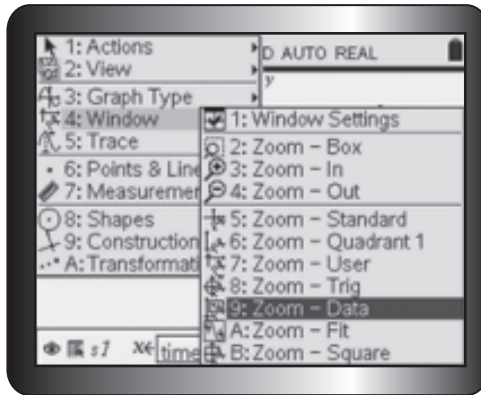 1: Actions
2: View
3: Graph Type
4: Window
5: Trace
6: Points & Line
7: Measuremen
8: Shapes
9: Construction
A: Transformati
D AUTO REAL
y
1: Window Settings
2: Zoom – Box
3: Zoom – In
4: Zoom – Out
5: Zoom – Standard
6: Zoom – Quadrant 1
7: Zoom – User
8: Zoom – Trig
9: Zoom – Data
A: Zoom – Fit
B: Zoom – Square
s1 x← time